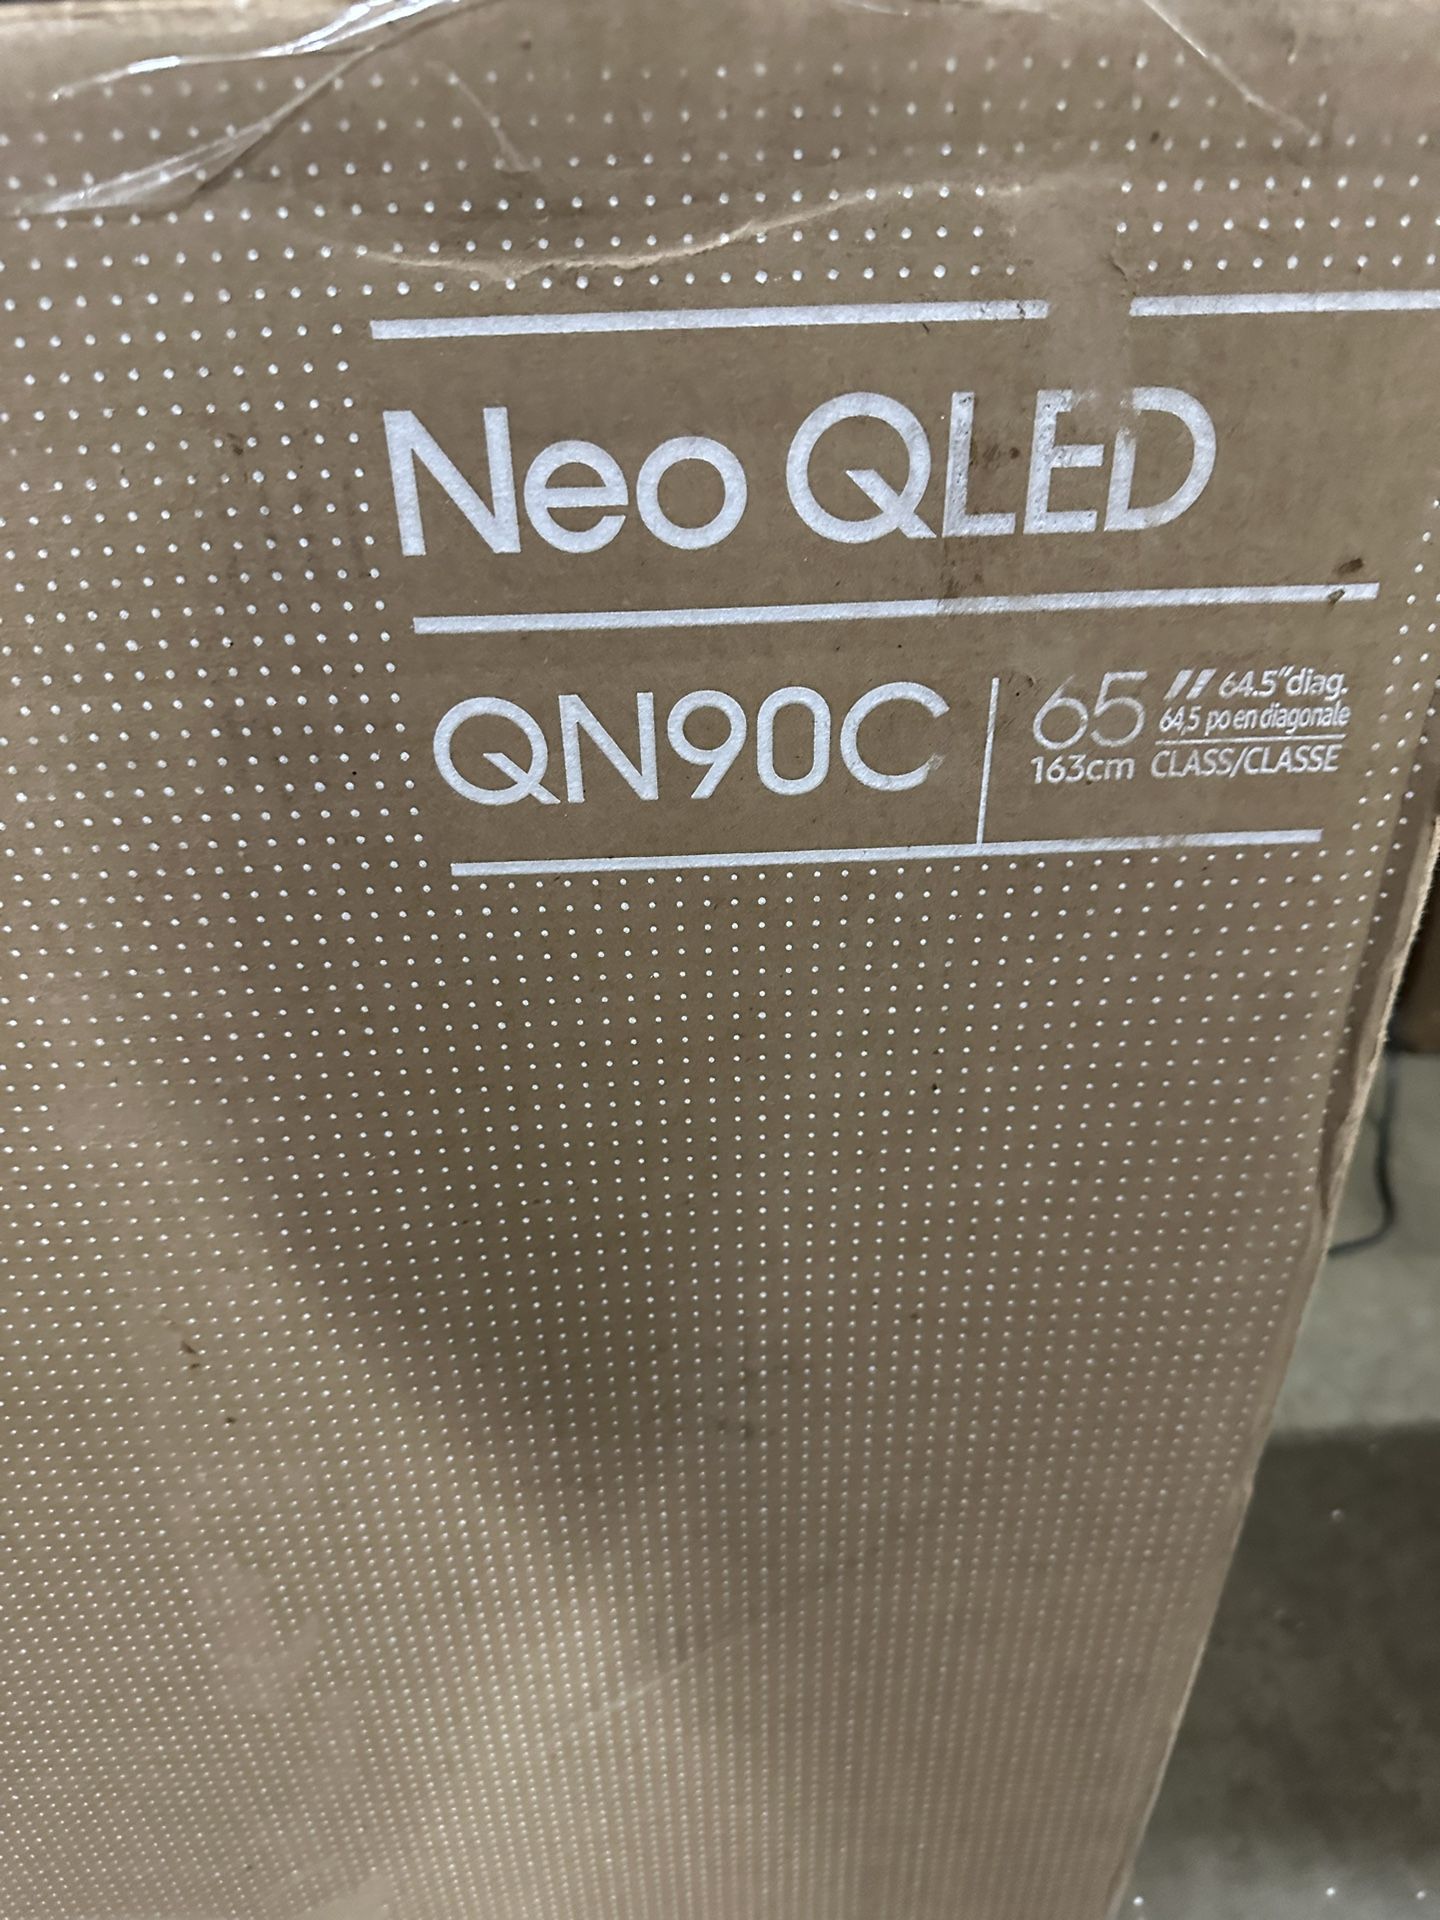 Neo QLED
QN90C
65" 64.5"diag.
64,5 po en diagonale
163cm CLASS/CLASSE